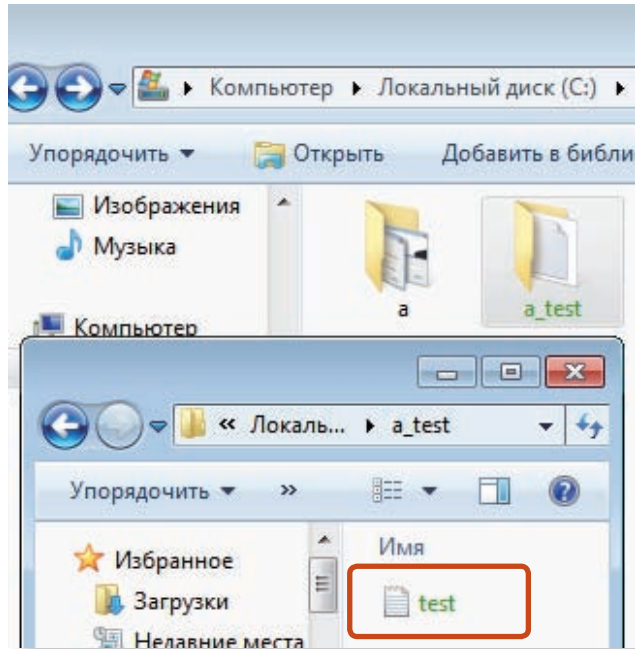 Компьютер Локальный диск (C:)
Упорядочить Открыть Добавить в библи
Изображения
Музыка
Компьютер
a a_test
« Локаль... a_test
Упорядочить »
Имя
Избранное
test
Загрузки
Недавние места